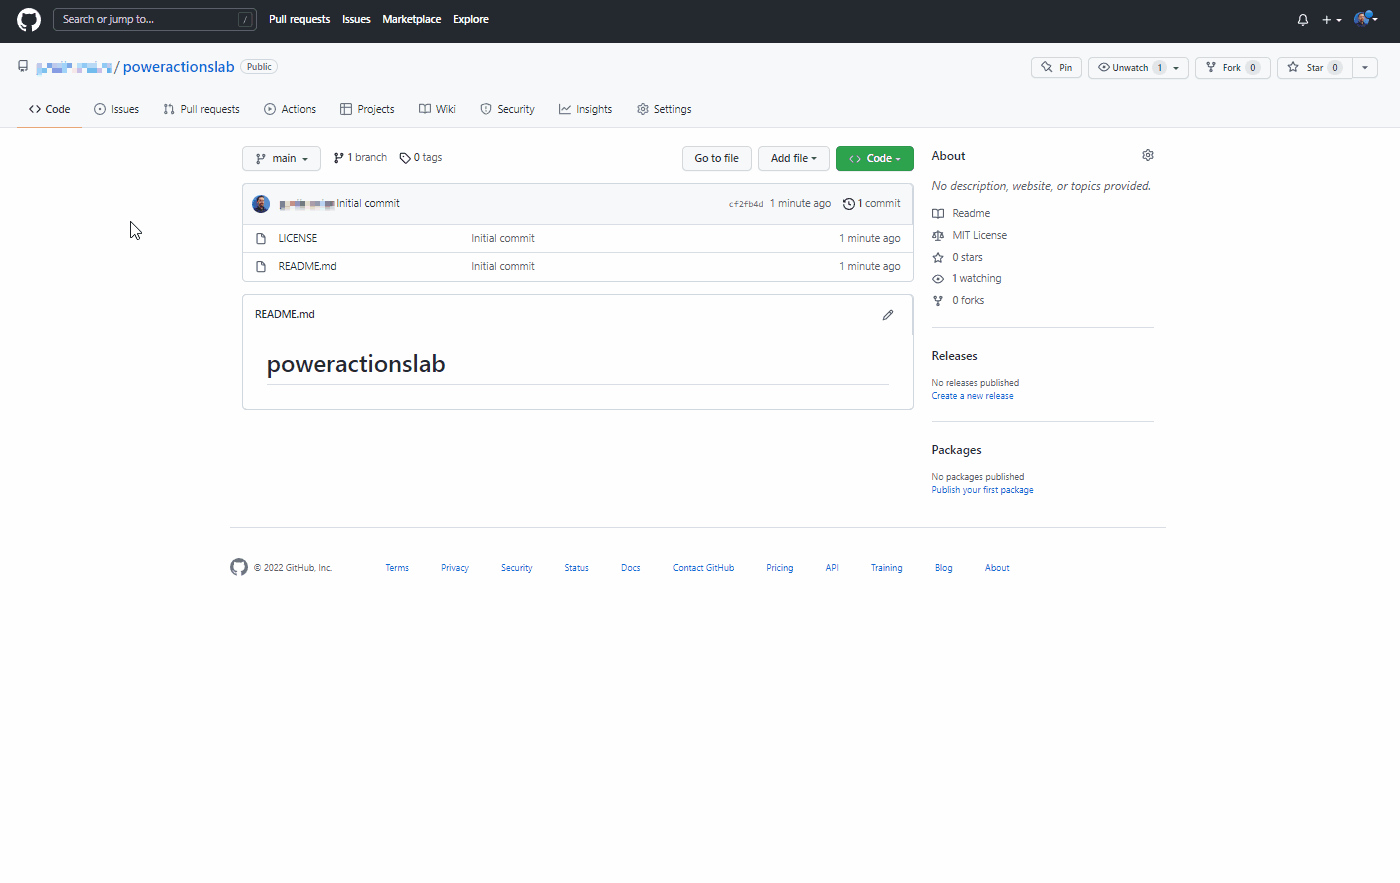 Search or jump to... / Pull requests Issues Marketplace Explore
/ poweractionslab Public Pin Unwatch 1 Fork 0 Star 0
Code Issues Pull requests Actions Projects Wiki Security Insights Settings
main 1 branch 0 tags Go to file Add file Code
Initial commit cf2fb4d 1 minute ago 1 commit
LICENSE Initial commit 1 minute ago
README.md Initial commit 1 minute ago
README.md
poweractionslab
About
No description, website, or topics provided.
Readme
MIT License
0 stars
1 watching
0 forks
Releases
No releases published
Create a new release
Packages
No packages published
Publish your first package
© 2022 GitHub, Inc. Terms Privacy Security Status Docs Contact GitHub Pricing API Training Blog About